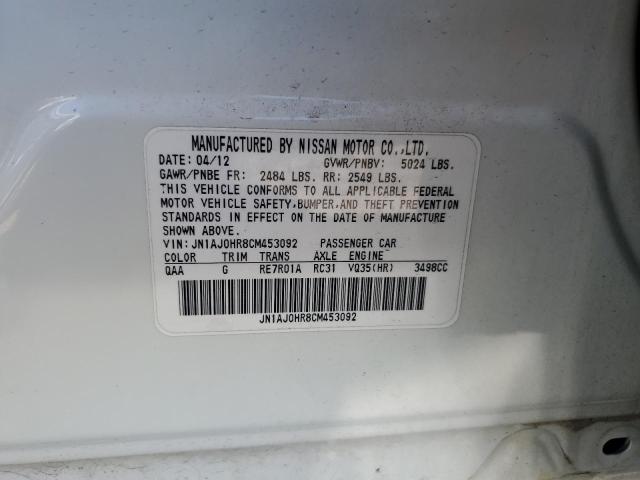 MANUFACTURED BY NISSAN MOTOR CO.,LTD.
DATE: 04/12 GVWR/PNBV: 5024 LBS.
GAWR/PNBE FR: 2484 LBS. RR: 2549 LBS.
THIS VEHICLE CONFORMS TO ALL APPLICABLE FEDERAL
MOTOR VEHICLE SAFETY,BUMPER,AND THEFT PREVENTION
STANDARDS IN EFFECT ON THE DATE OF MANUFACTURE
SHOWN ABOVE.
VIN: JN1AJ0HR8CM453092 PASSENGER CAR
COLOR TRIM TRANS AXLE ENGINE
QAA G RE7R01A RC31 VQ35(HR) 3498CC
JN1AJ0HR8CM453092